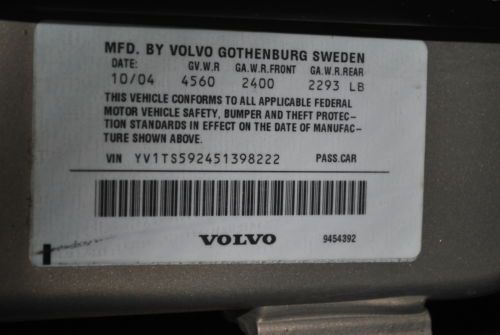 MFD. BY VOLVO GOTHENBURG SWEDEN
DATE: GV.W.R GA.W.R.FRONT GA.W.R.REAR
10/04 4560 2400 2293 LB
THIS VEHICLE CONFORMS TO ALL APPLICABLE FEDERAL
MOTOR VEHICLE SAFETY, BUMPER AND THEFT PROTEC-
TION STANDARDS IN EFFECT ON THE DATE OF MANUFAC-
TURE SHOWN ABOVE.
VIN YV1TS592451398222 PASS.CAR
VOLVO 9454392